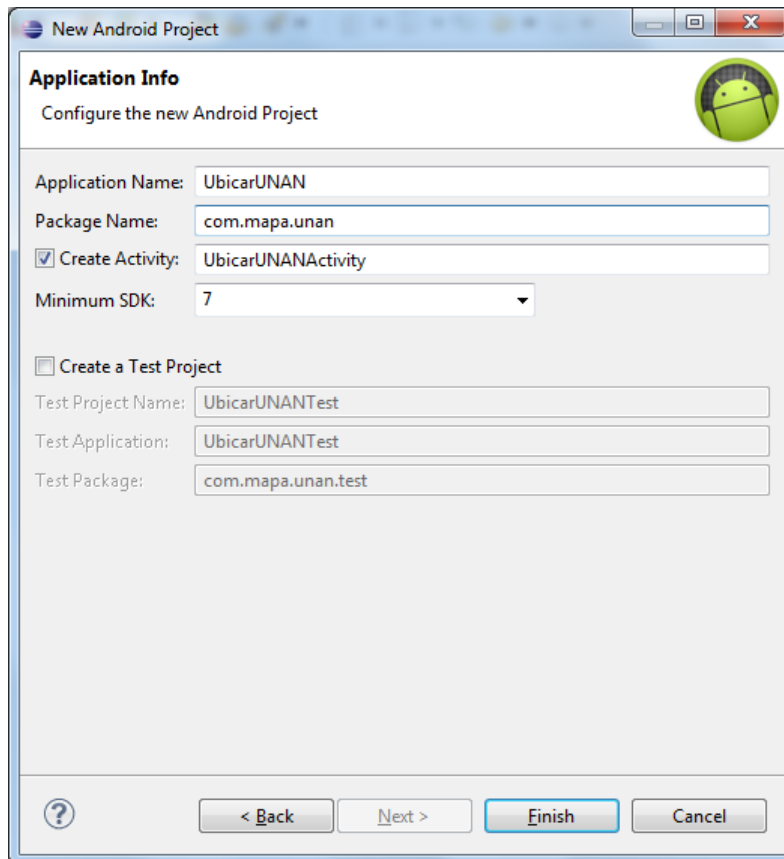 New Android Project
Application Info
Configure the new Android Project
Application Name: UbicarUNAN
Package Name: com.mapa.unan
Create Activity: UbicarUNANActivity
Minimum SDK: 7
Create a Test Project
Test Project Name: UbicarUNANTest
Test Application: UbicarUNANTest
Test Package: com.mapa.unan.test
? < Back Next > Finish Cancel